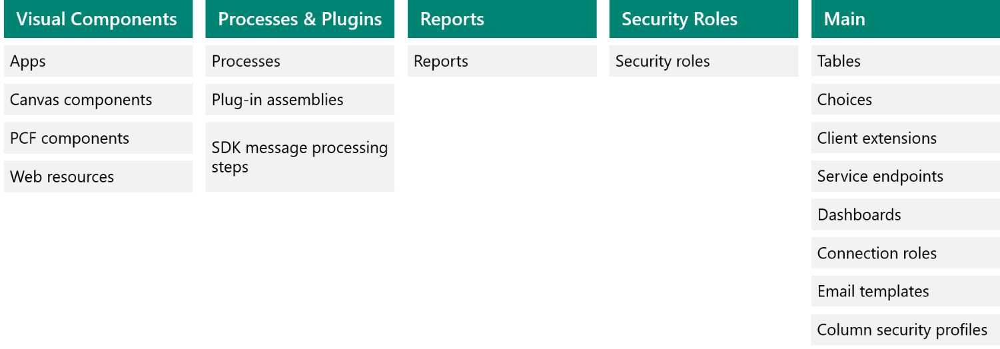 Visual Components
Apps
Canvas components
PCF components
Web resources
Processes & Plugins
Processes
Plug-in assemblies
SDK message processing
steps
Reports
Reports
Security Roles
Security roles
Main
Tables
Choices
Client extensions
Service endpoints
Dashboards
Connection roles
Email templates
Column security profiles